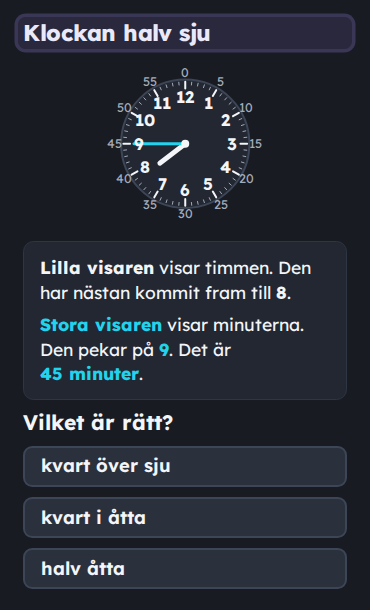 Klockan halv sju
0
55 5
11 12 1
50 10
10 2
45 9 3 15
8 4
40 20
7 6 5
35 25
30
Lilla visaren visar timmen. Den
har nästan kommit fram till 8.
Stora visaren visar minuterna.
Den pekar på 9. Det är
45 minuter.
Vilket är rätt?
kvart över sju
kvart i åtta
halv åtta